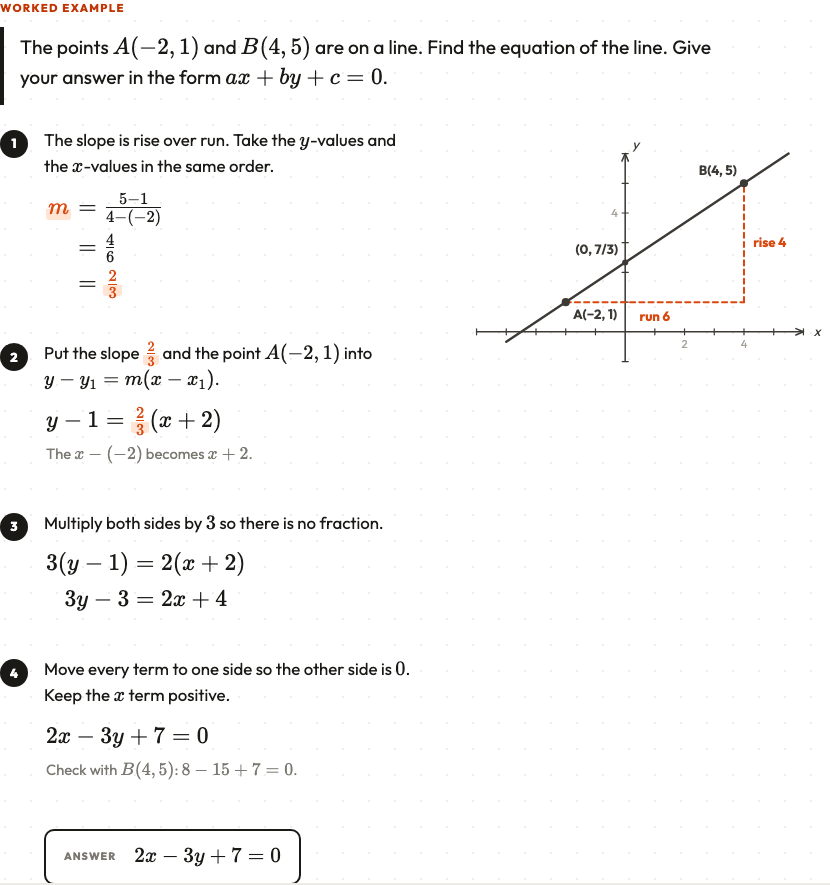 WORKED EXAMPLE
The points A(−2, 1) and B(4, 5) are on a line. Find the equation of the line. Give
your answer in the form ax + by + c = 0.
1
The slope is rise over run. Take the y-values and
the x-values in the same order.
m = (5−1)/(4−(−2))
= 4/6
= 2/3
y
B(4, 5)
4
(0, 7/3)
rise 4
A(−2, 1)
run 6
x
2
4
2
Put the slope 2/3 and the point A(−2, 1) into
y − y₁ = m(x − x₁).
y − 1 = 2/3 (x + 2)
The x − (−2) becomes x + 2.
3
Multiply both sides by 3 so there is no fraction.
3(y − 1) = 2(x + 2)
3y − 3 = 2x + 4
4
Move every term to one side so the other side is 0.
Keep the x term positive.
2x − 3y + 7 = 0
Check with B(4, 5): 8 − 15 + 7 = 0.
ANSWER 2x − 3y + 7 = 0